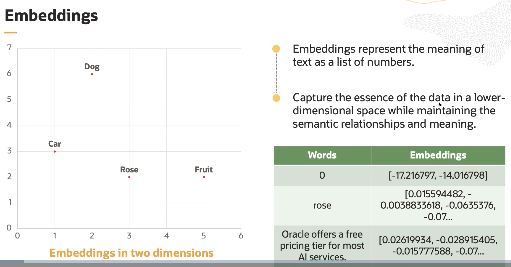 Embeddings
7
6
5
4
3
2
1
0
0
1
2
3
4
5
6
Dog
Car
Rose
Fruit
Embeddings in two dimensions
Embeddings represent the meaning of
text as a list of numbers.
Capture the essence of the data in a lower-
dimensional space while maintaining the
semantic relationships and meaning.
Words Embeddings
0 [-17.216797, -14.016798]
rose
[0.015594482, -
0.0038833618, -0.0635376,
-0.07...
Oracle offers a free
pricing tier for most
AI services.
[0.02619934, -0.028915405,
-0.015777588, -0.07...